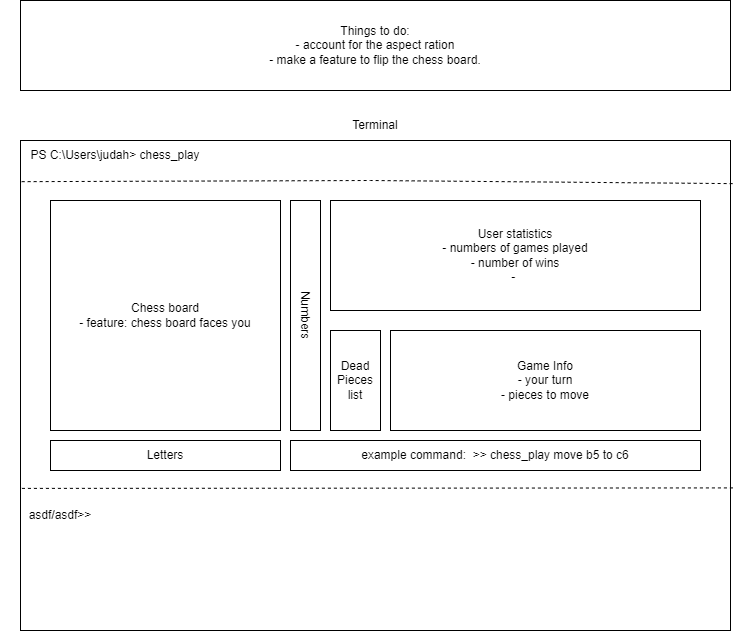 Things to do:
- account for the aspect ration
- make a feature to flip the chess board.
Terminal
PS C:\Users\judah> chess_play
Chess board
- feature: chess board faces you
Numbers
User statistics
- numbers of games played
- number of wins
-
Dead
Pieces
list
Game Info
- your turn
- pieces to move
Letters
example command:  >> chess_play move b5 to c6
asdf/asdf>>